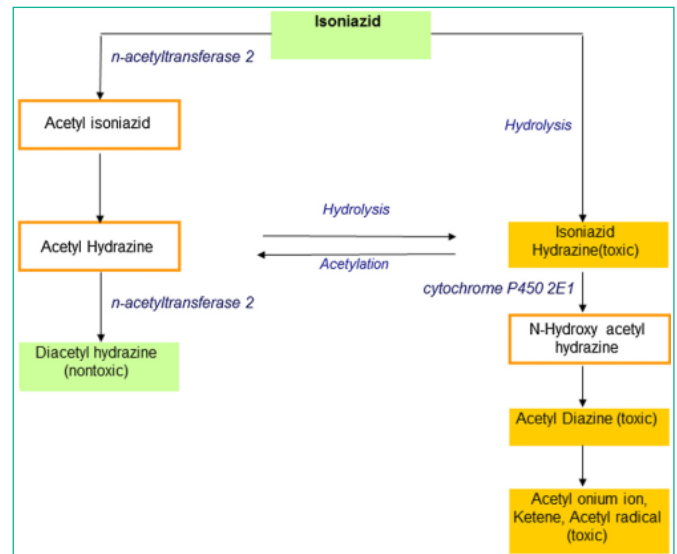 Isoniazid
n-acetyltransferase 2
Acetyl isoniazid
Hydrolysis
Hydrolysis
Acetyl Hydrazine
Acetylation
Isoniazid
Hydrazine(toxic)
n-acetyltransferase 2
cytochrome P450 2E1
Diacetyl hydrazine
(nontoxic)
N-Hydroxy acetyl
hydrazine
Acetyl Diazine (toxic)
Acetyl onium ion,
Ketene, Acetyl radical
(toxic)